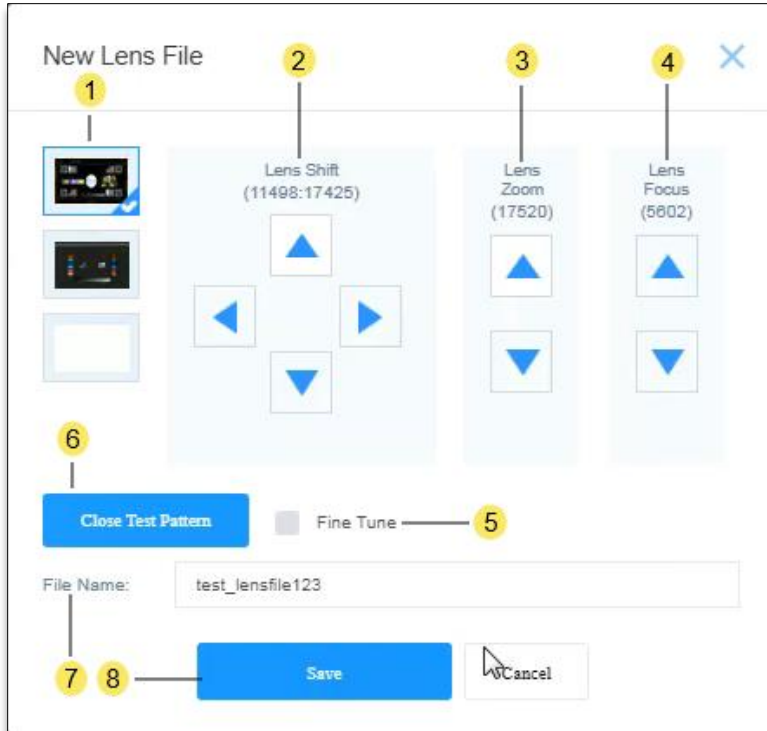 New Lens File
1
2
3
4
Lens Shift
(11498:17425)
Lens
Zoom
(17520)
Lens
Focus
(5602)
6
Close Test Pattern
Fine Tune
5
File Name:
test_lensfile123
7
8
Save
Cancel